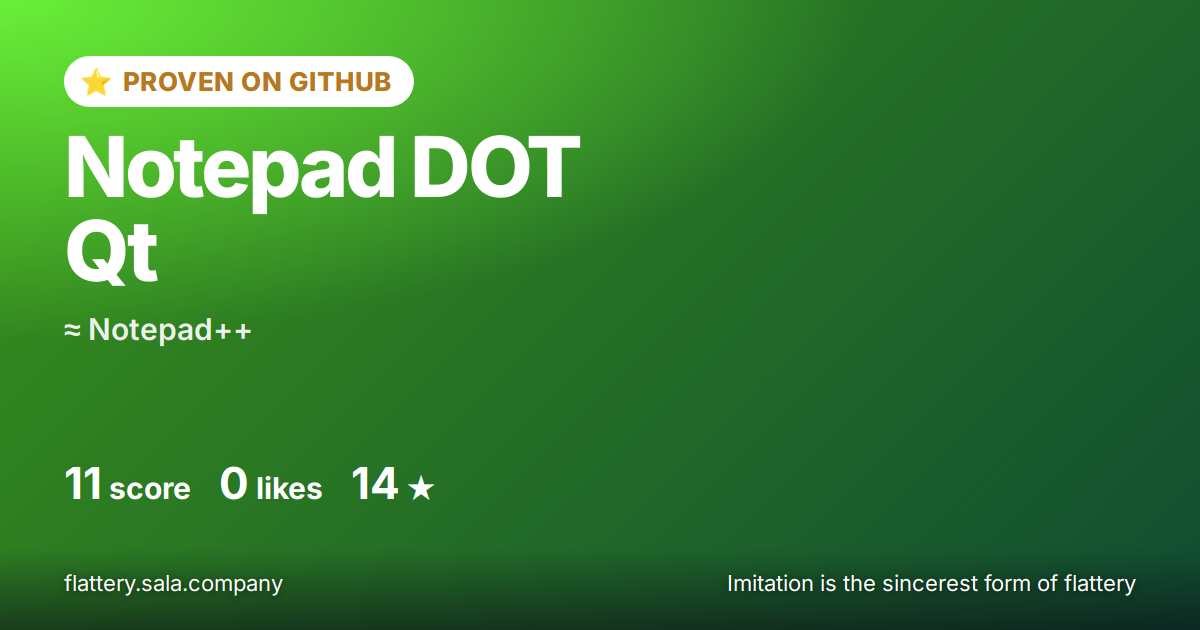 ⭐ PROVEN ON GITHUB
Notepad DOT
Qt
≈ Notepad++
11 score 0 likes 14 ★
flattery.sala.company
Imitation is the sincerest form of flattery